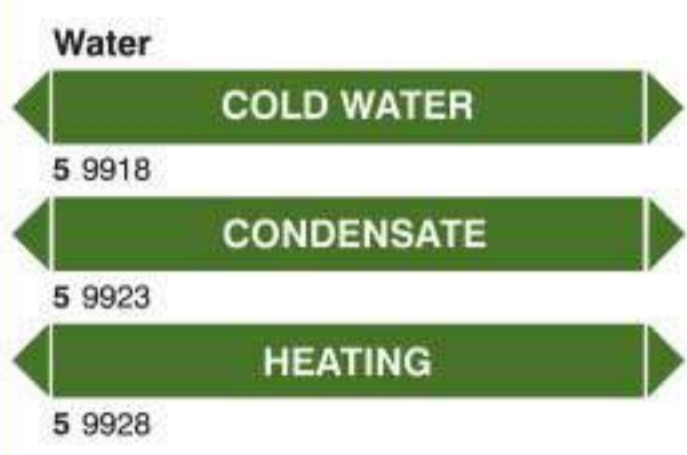 Water
COLD WATER
5 9918
CONDENSATE
5 9923
HEATING
5 9928